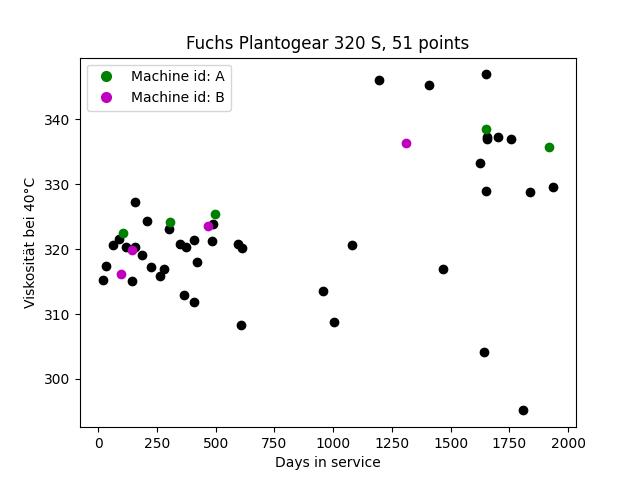 Fuchs Plantogear 320 S, 51 points
Machine id: A
Machine id: B
Viskosität bei 40°C
340
330
320
310
300
0 250 500 750 1000 1250 1500 1750 2000
Days in service